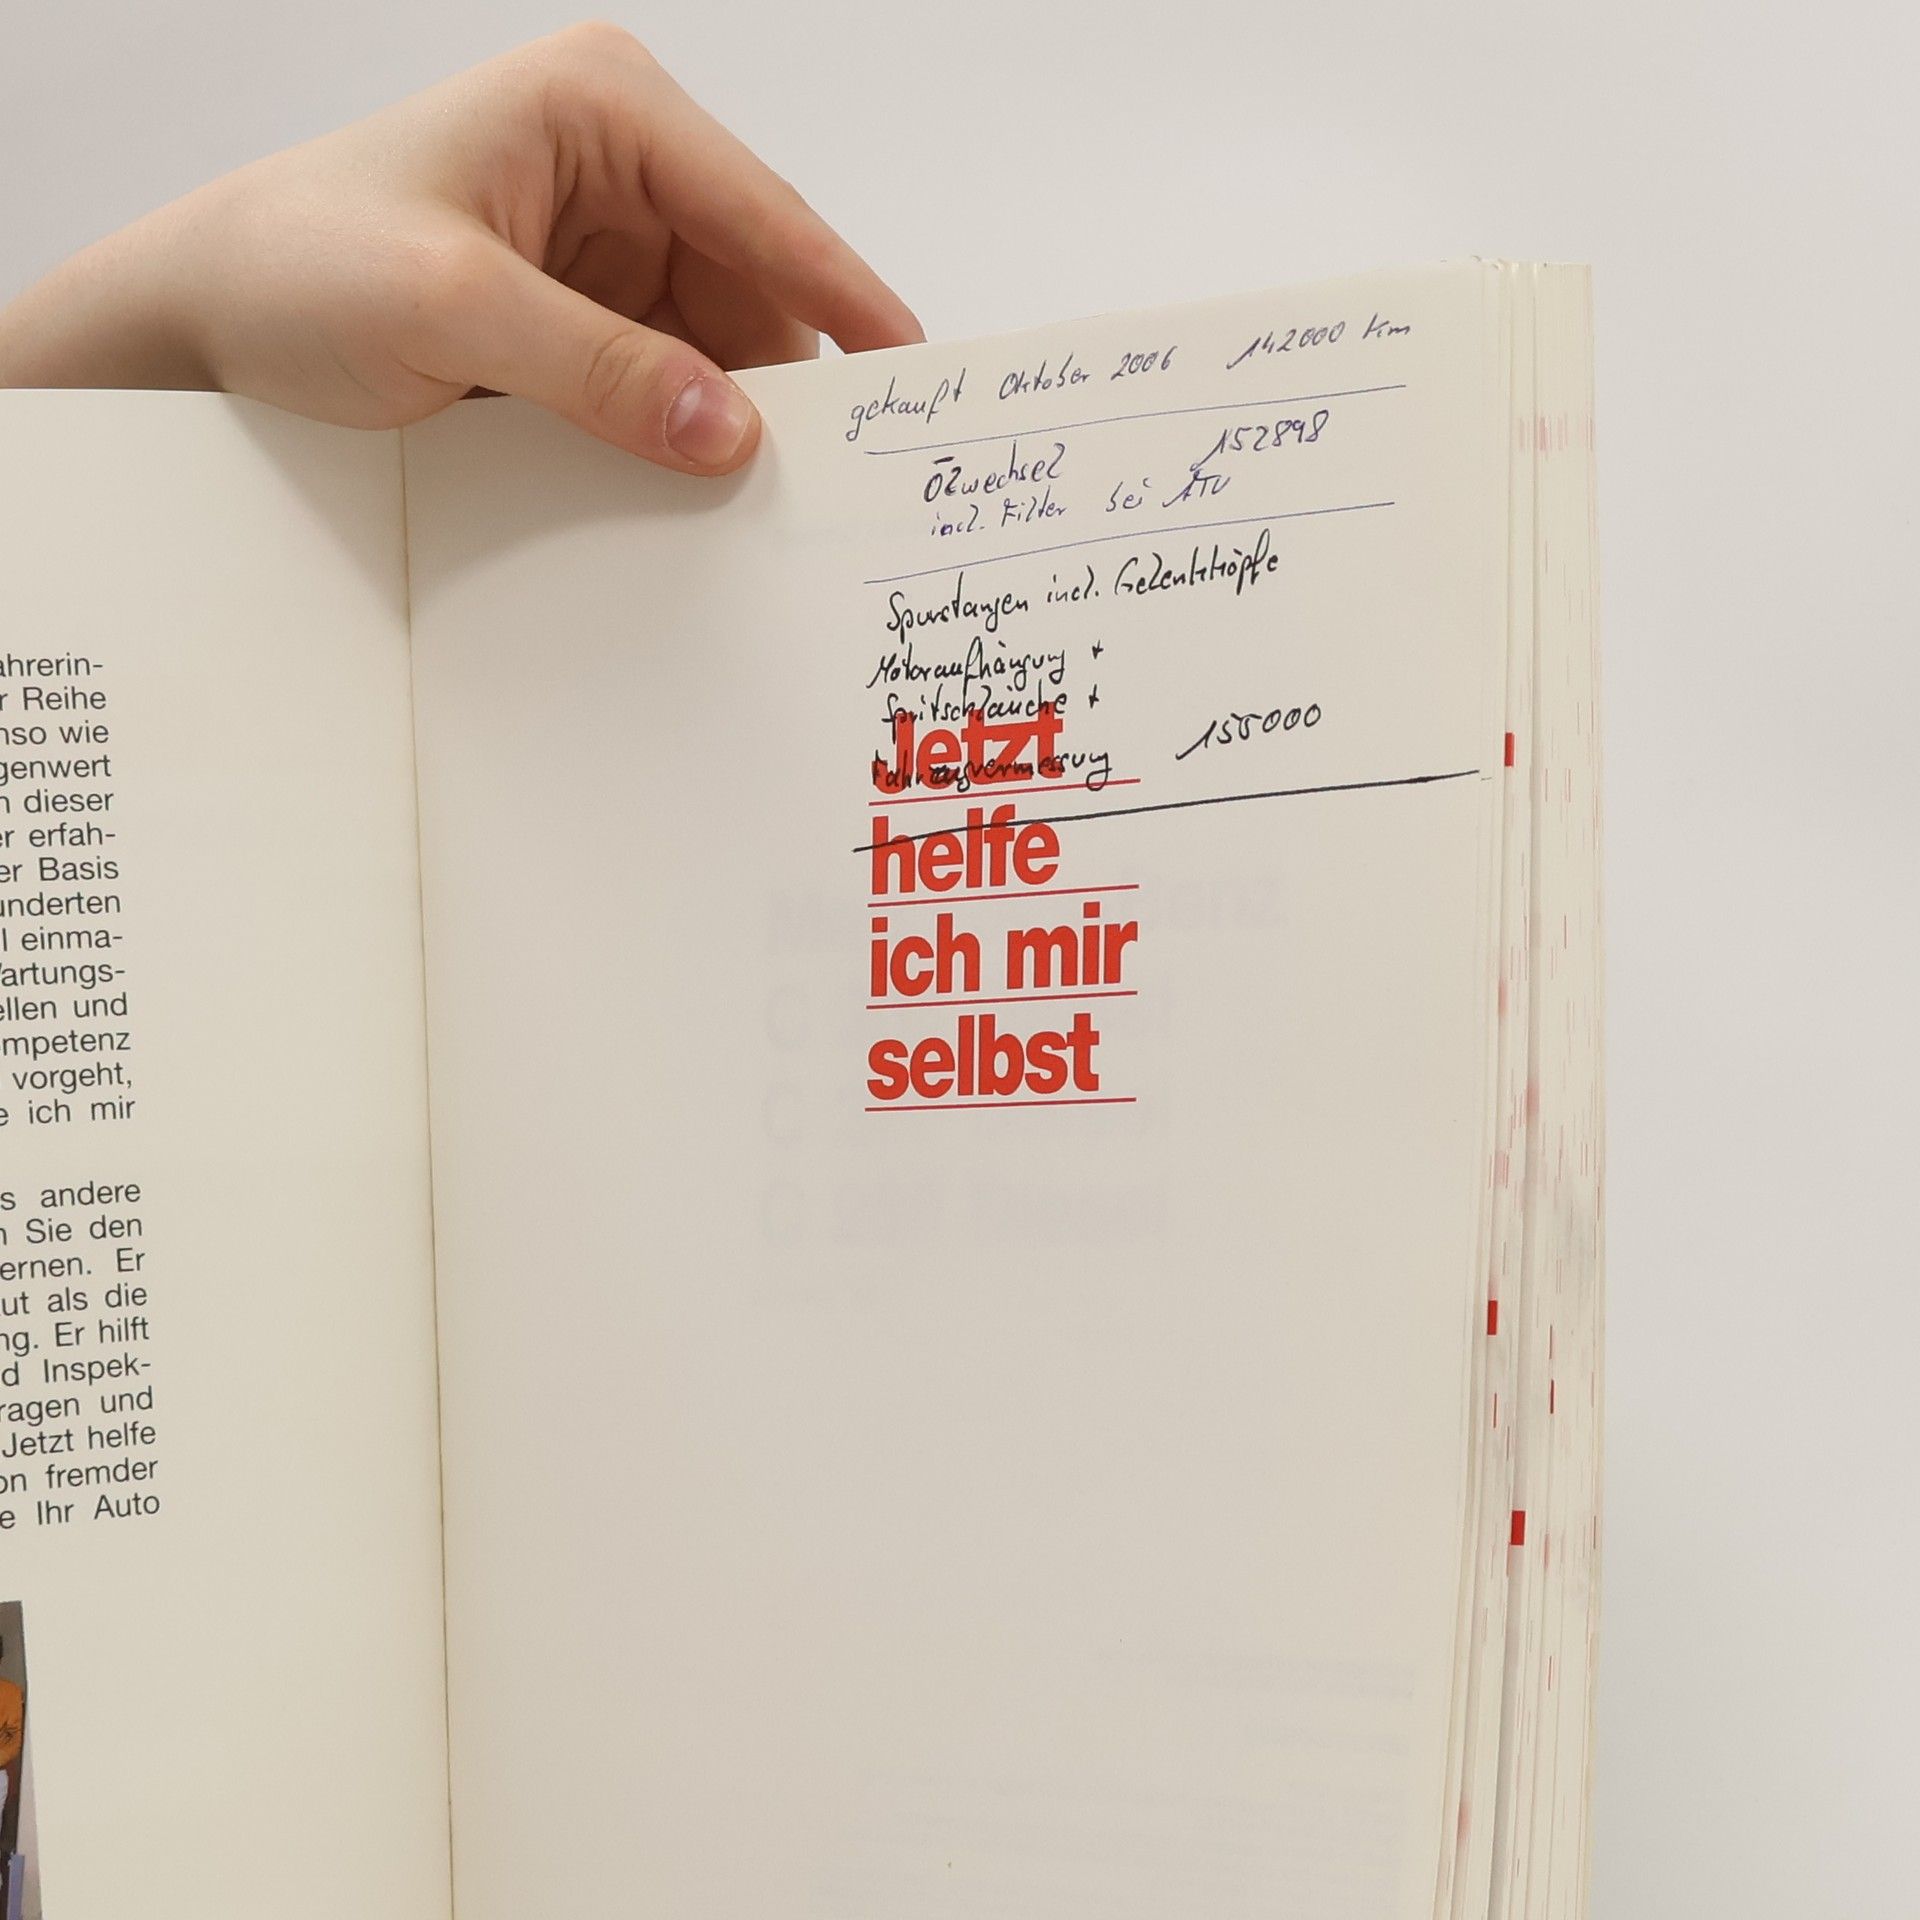 ahrerin-
r Reihe
nso wie
genwert
n dieser
er erfah-
er Basis
underten
l einma-
Wartungs-
ellen und
mpetenz
vorgeht,
e ich mir
s andere
n Sie den
ernen. Er
ut als die
ng. Er hilft
d Inspek-
ragen und
Jetzt helfe
on fremder
e Ihr Auto
gekauft Oktober 2006 142000 km
Ölwechsel 152898
incl. Filter bei ATU
Spurstangen incl. Gelenkköpfe
Motoraufhängung +
Spritschläuche +
Fahrzeugvermessung 155000
Jetzt
helfe
ich mir
selbst